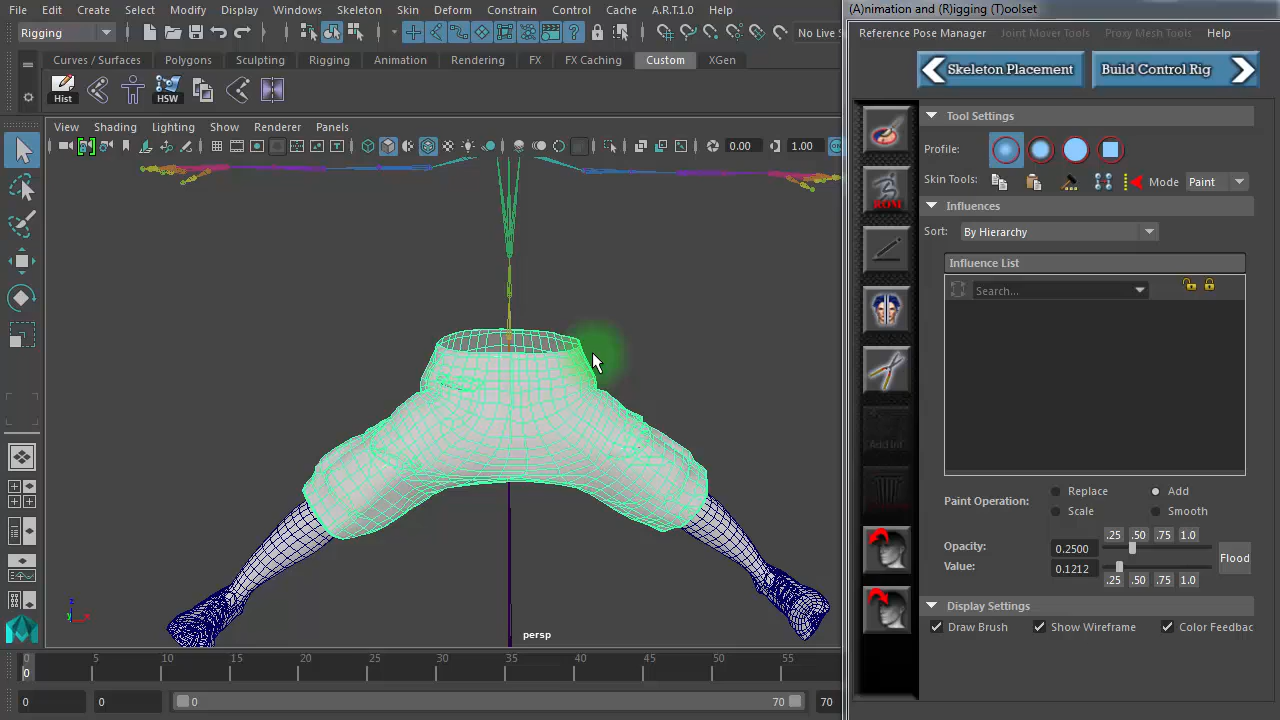 (A)nimation and (R)igging (T)oolset
File Edit Create Select Modify Display Windows Skeleton Skin Deform Constrain Control Cache A.R.T.1.0 Help
Reference Pose Manager Joint Mover Tools Proxy Mesh Tools Help
Rigging No Live S
Curves / Surfaces Polygons Sculpting Rigging Animation Rendering FX FX Caching Custom XGen
Skeleton Placement Build Control Rig
Hist HSW
View Shading Lighting Show Renderer Panels
0.00 1.00
Tool Settings
Profile:
Skin Tools: Mode Paint
ROM
Influences
Sort: By Hierarchy
Influence List
Search...
Add Inf
Paint Operation: Replace Add
Scale Smooth
.25 .50 .75 1.0
Opacity: 0.2500
Value: 0.1212
Flood
.25 .50 .75 1.0
Display Settings
Draw Brush Show Wireframe Color Feedbac
z
y x
persp
0 5 10 15 20 25 30 35 40 45 50 55
0
0 0 0 70 70